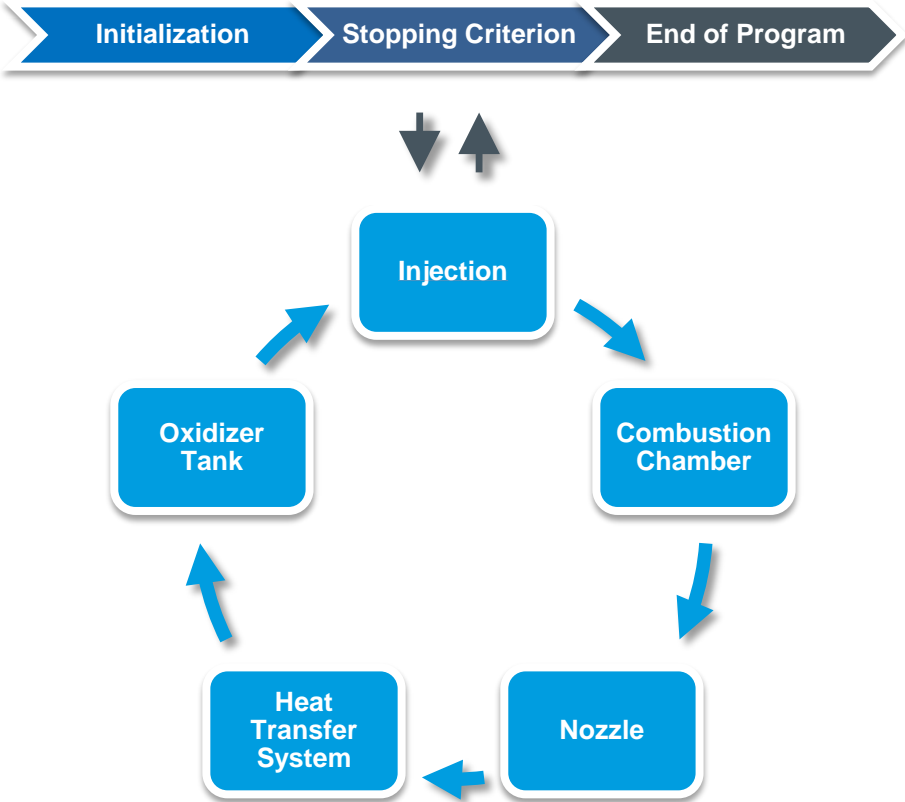 Initialization
Stopping Criterion
End of Program
Injection
Oxidizer
Tank
Combustion
Chamber
Heat
Transfer
System
Nozzle